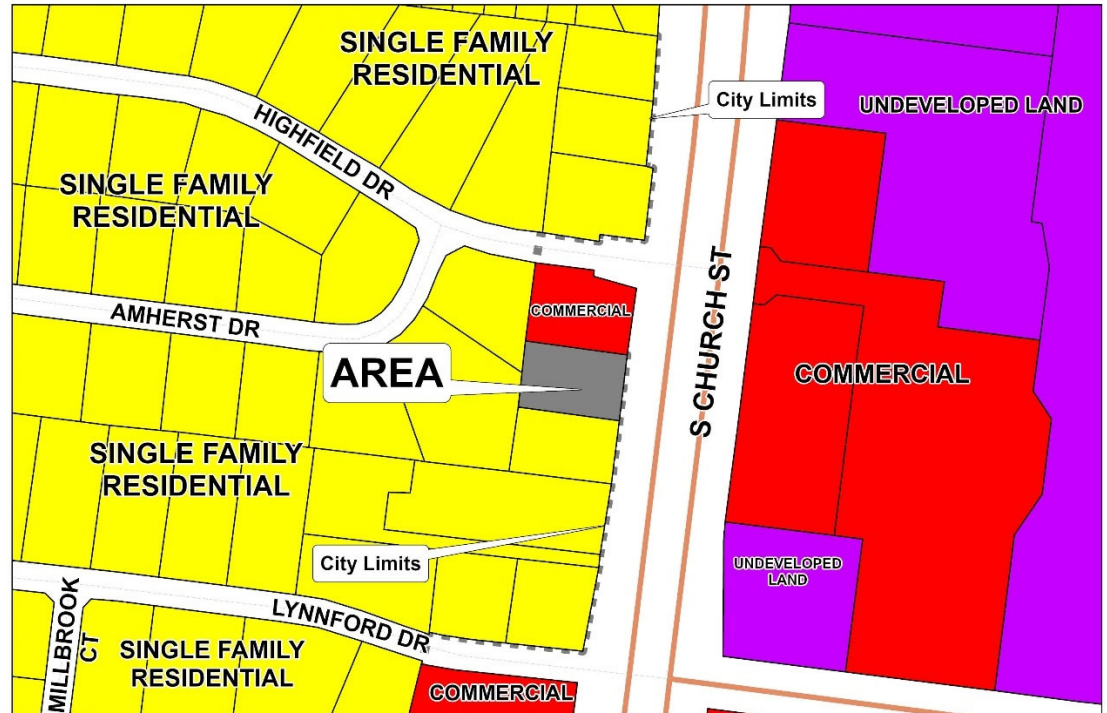 SINGLE FAMILY
RESIDENTIAL
City Limits
UNDEVELOPED LAND
HIGHFIELD DR
SINGLE FAMILY
RESIDENTIAL
S CHURCH ST
COMMERCIAL
AMHERST DR
AREA
COMMERCIAL
SINGLE FAMILY
RESIDENTIAL
City Limits
UNDEVELOPED
LAND
LYNNFORD DR
MILLBROOK
CT
SINGLE FAMILY
RESIDENTIAL
COMMERCIAL